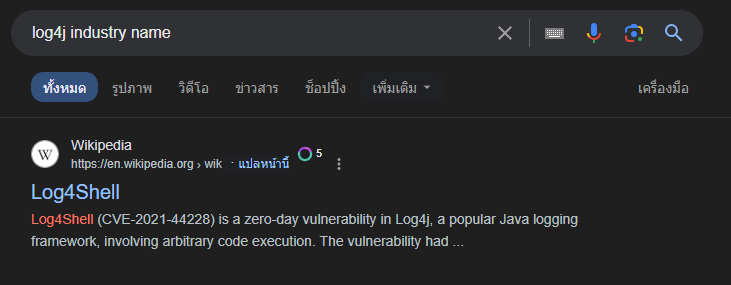 log4j industry name
ทั้งหมด รูปภาพ วิดีโอ ข่าวสาร ช็อปปิ้ง เพิ่มเติม เครื่องมือ
W Wikipedia
https://en.wikipedia.org › wik · แปลหน้านี้ 5
Log4Shell
Log4Shell (CVE-2021-44228) is a zero-day vulnerability in Log4j, a popular Java logging
framework, involving arbitrary code execution. The vulnerability had ...